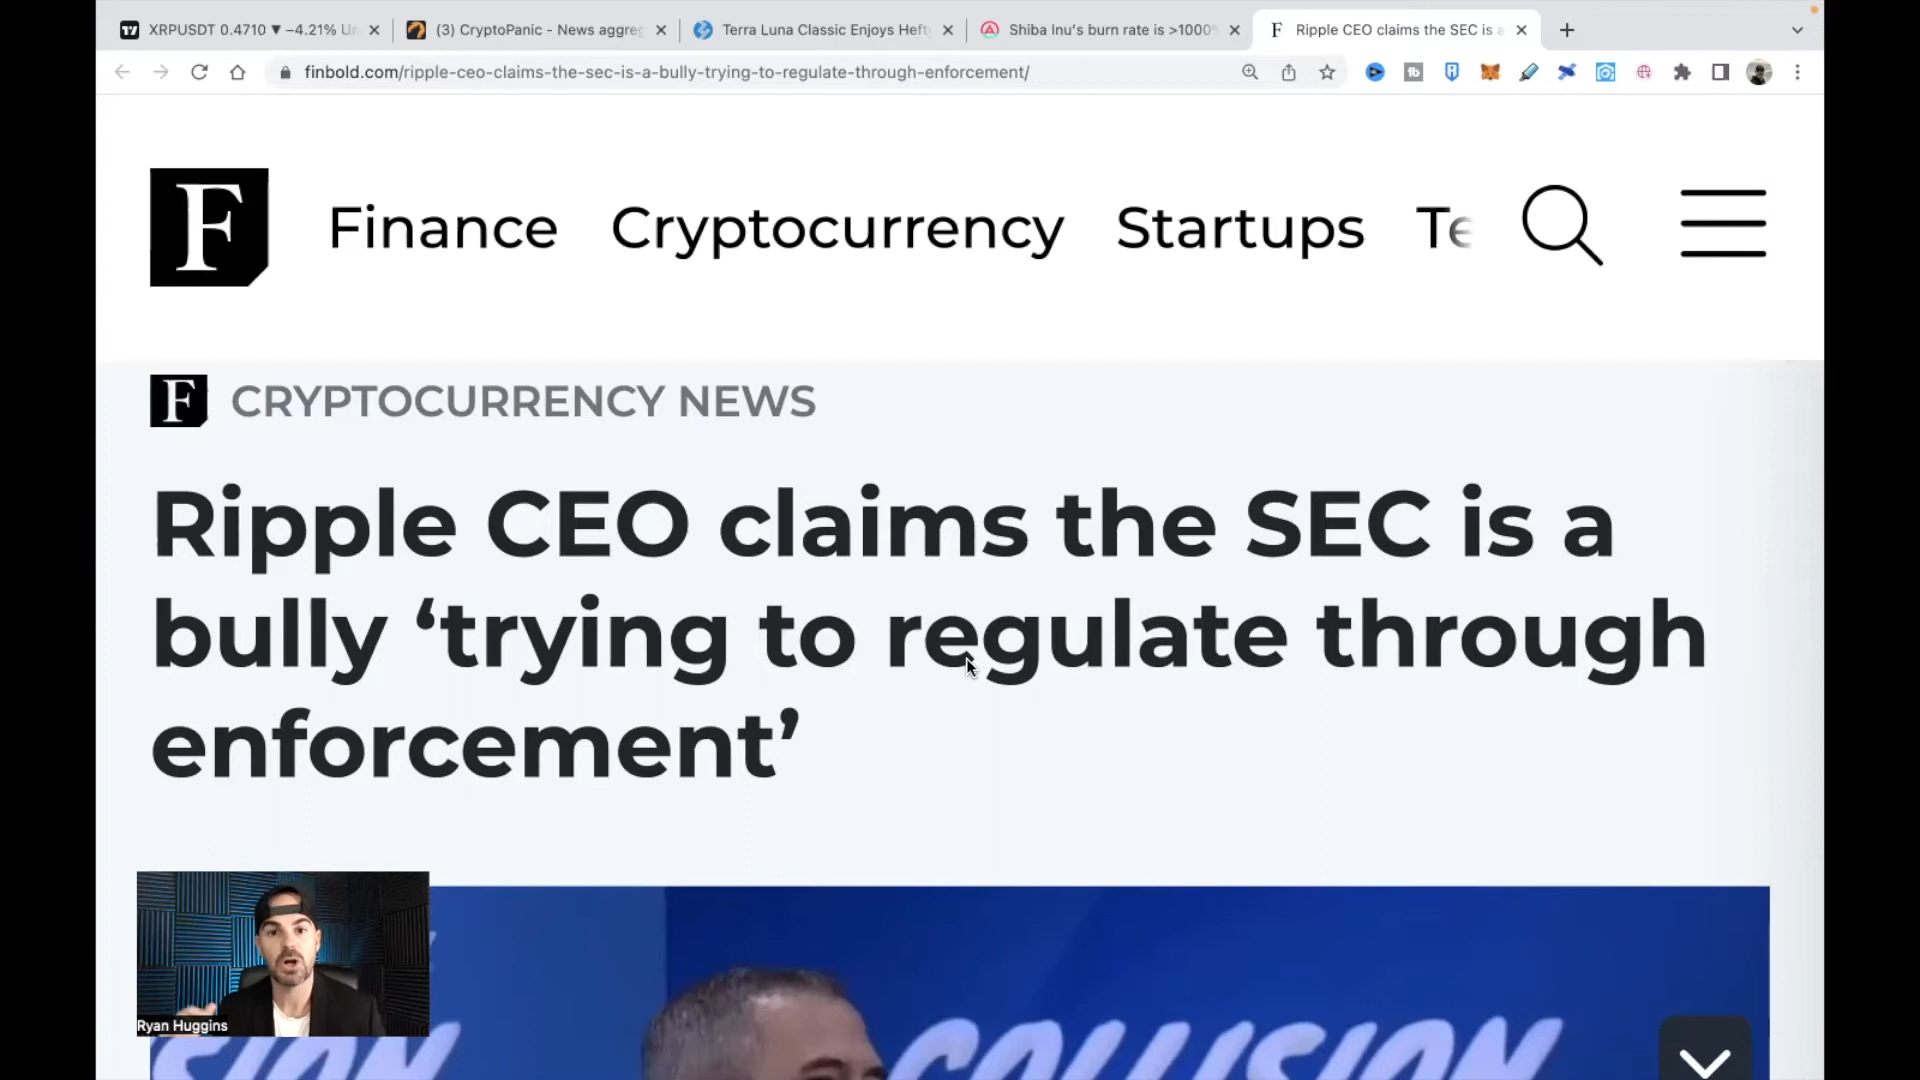 XRPUSDT 0.4710 ▼ −4.21% Un
(3) CryptoPanic - News aggreg
Terra Luna Classic Enjoys Heft
Shiba Inu's burn rate is >1000%
Ripple CEO claims the SEC is a
finbold.com/ripple-ceo-claims-the-sec-is-a-bully-trying-to-regulate-through-enforcement/
F Finance Cryptocurrency Startups Te
F CRYPTOCURRENCY NEWS
Ripple CEO claims the SEC is a
bully ‘trying to regulate through
enforcement’
Ryan Huggins
SION COLLISION